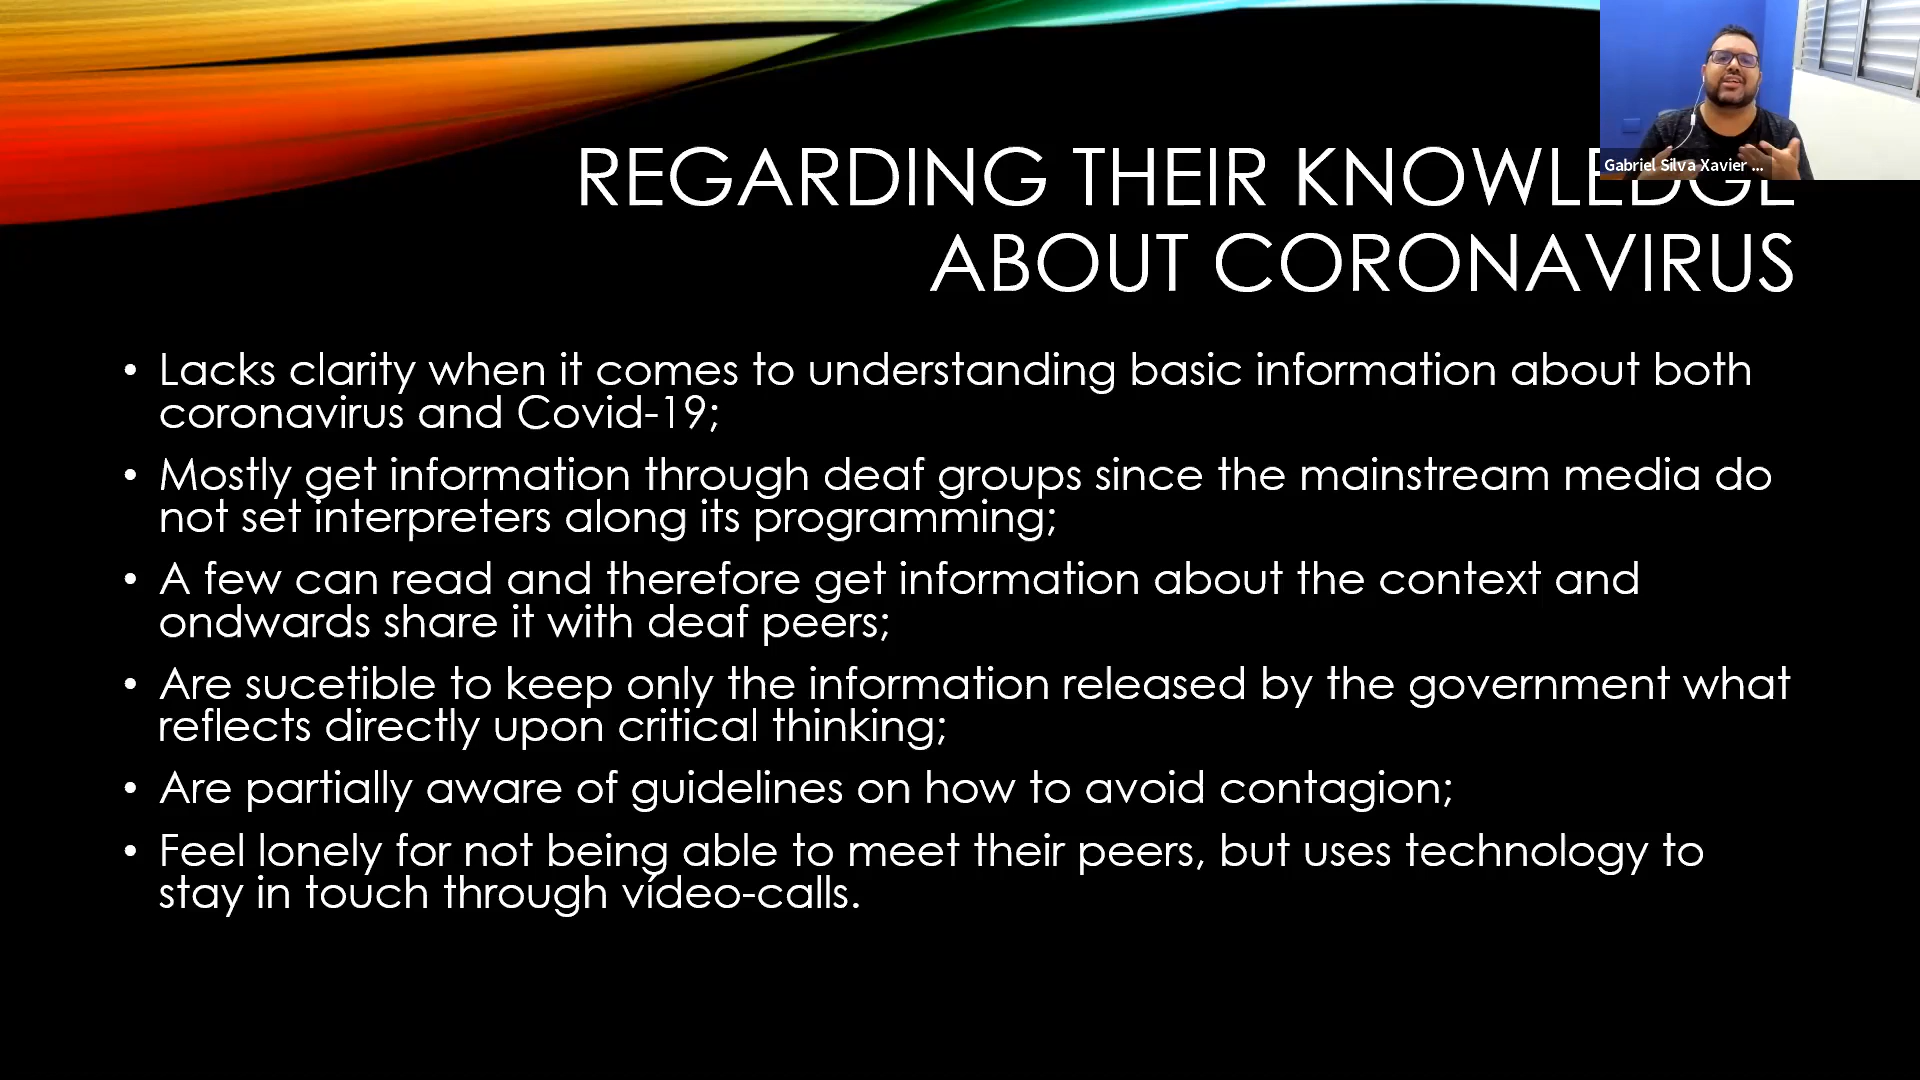 Gabriel Silva Xavier ...
REGARDING THEIR KNOWLEDGE
ABOUT CORONAVIRUS
• Lacks clarity when it comes to understanding basic information about both
coronavirus and Covid-19;
• Mostly get information through deaf groups since the mainstream media do
not set interpreters along its programming;
• A few can read and therefore get information about the context and
ondwards share it with deaf peers;
• Are sucetible to keep only the information released by the government what
reflects directly upon critical thinking;
• Are partially aware of guidelines on how to avoid contagion;
• Feel lonely for not being able to meet their peers, but uses technology to
stay in touch through vídeo-calls.